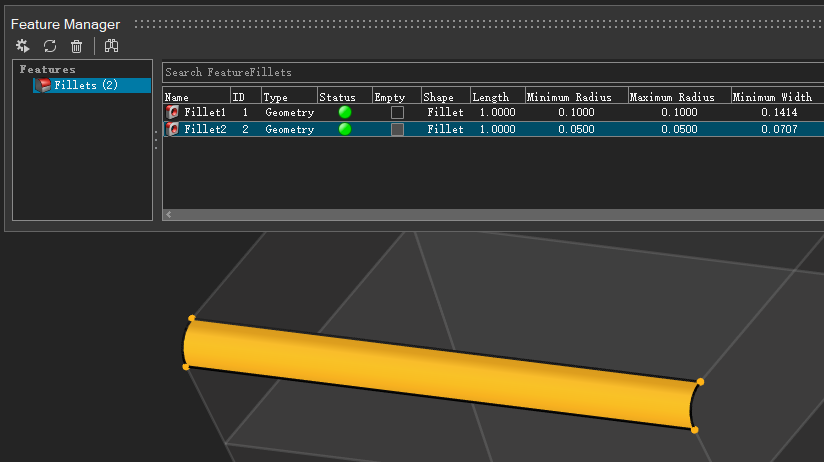 Feature Manager
Features
Fillets (2)
Search FeatureFillets
Name ID Type Status Empty Shape Length Minimum Radius Maximum Radius Minimum Width
Fillet1 1 Geometry Fillet 1.0000 0.1000 0.1000 0.1414
Fillet2 2 Geometry Fillet 1.0000 0.0500 0.0500 0.0707